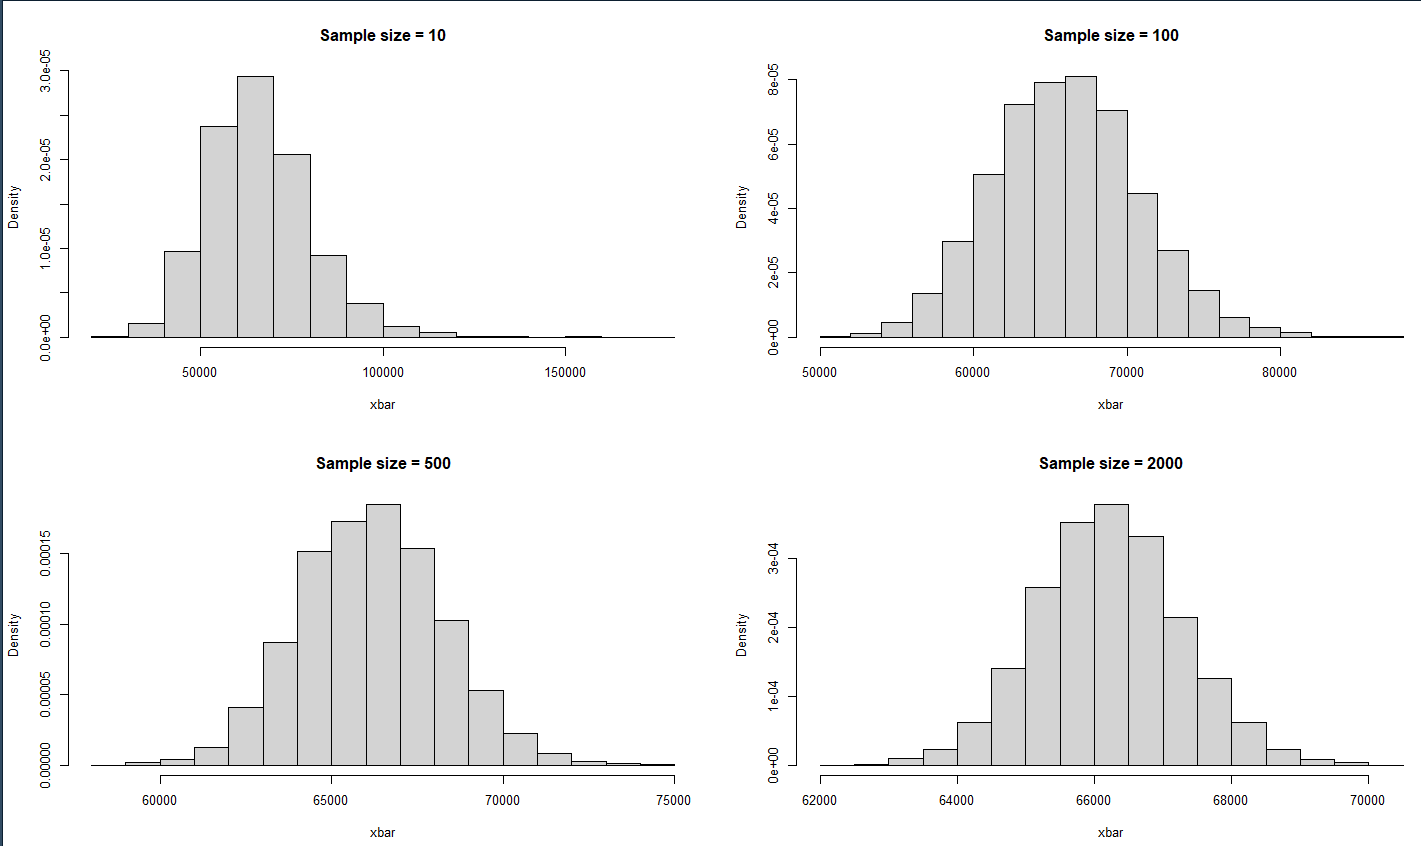 Sample size = 10
3.0e-05
2.0e-05
1.0e-05
0.0e+00
Density
50000 100000 150000
xbar
Sample size = 100
8e-05
6e-05
4e-05
2e-05
0e+00
Density
50000 60000 70000 80000
xbar
Sample size = 500
0.00015
0.00010
0.00005
0.00000
Density
60000 65000 70000 75000
xbar
Sample size = 2000
3e-04
2e-04
1e-04
0e+00
Density
62000 64000 66000 68000 70000
xbar